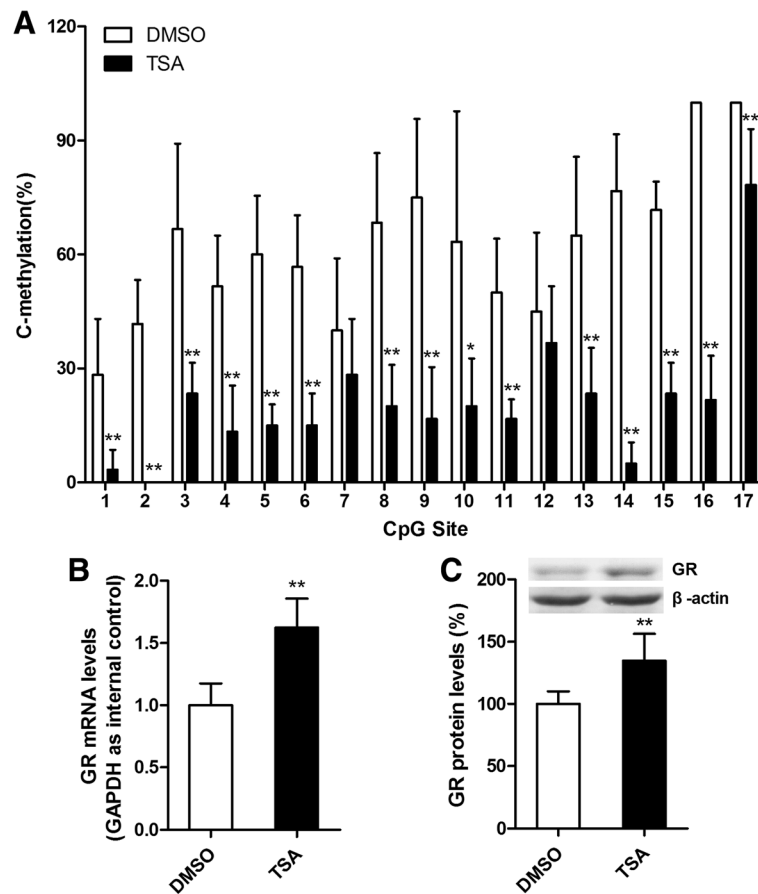 A
120
DMSO
TSA
90
60
30
0
C-methylation(%)
** ** ** ** ** ** ** ** * ** ** ** ** ** **
1 2 3 4 5 6 7 8 9 10 11 12 13 14 15 16 17
CpG Site
B
2.0
1.5
1.0
0.5
0.0
GR mRNA levels
(GAPDH as internal control)
**
DMSO
TSA
C
GR
β -actin
200
150
100
50
0
GR protein levels (%)
**
DMSO
TSA